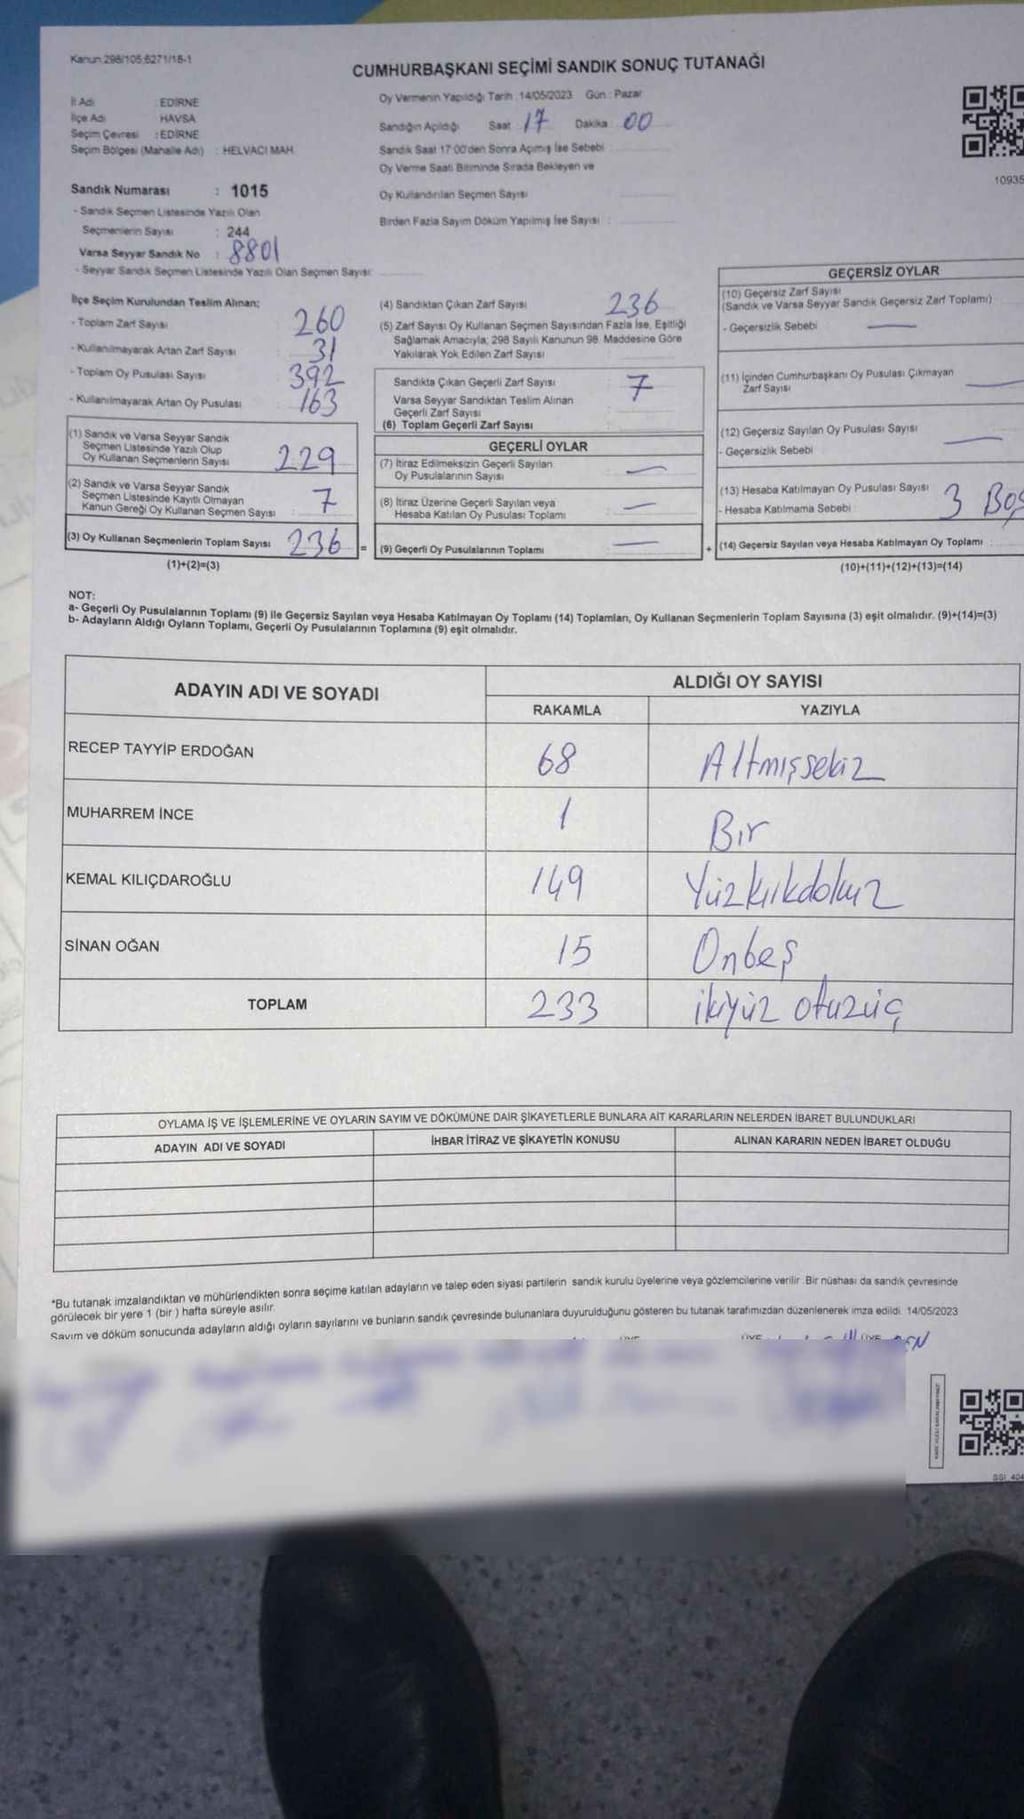 Kanun:298/105;6271/18-1
CUMHURBAŞKANI SEÇİMİ SANDIK SONUÇ TUTANAĞI
İl Adı : EDİRNE
İlçe Adı : HAVSA
Seçim Çevresi : EDİRNE
Seçim Bölgesi (Mahalle Adı) : HELVACI MAH.
Oy Vermenin Yapıldığı Tarih :14/05/2023 Gün : Pazar
Sandığın Açıldığı Saat : 17 Dakika : 00
Sandık Saat 17:00'den Sonra Açımış İse Sebebi :
Oy Verme Saati Bitiminde Sırada Bekleyen ve
Oy Kullandırılan Seçmen Sayısı
Birden Fazla Sayım Döküm Yapılmış İse Sayısı :
10935
Sandık Numarası : 1015
- Sandık Seçmen Listesinde Yazılı Olan
Seçmenlerin Sayısı : 244
Varsa Seyyar Sandık No : 8801
- Seyyar Sandık Seçmen Listesinde Yazılı Olan Seçmen Sayısı:
İlçe Seçim Kurulundan Teslim Alınan;
- Toplam Zarf Sayısı 260
- Kullanılmayarak Artan Zarf Sayısı 31
- Toplam Oy Pusulası Sayısı 392
- Kullanılmayarak Artan Oy Pusulası 163
(1) Sandık ve Varsa Seyyar Sandık
Seçmen Listesinde Yazılı Olup
Oy Kullanan Seçmenlerin Sayısı 229
(2) Sandık ve Varsa Seyyar Sandık
Seçmen Listesinde Kayıtlı Olmayan
Kanun Gereği Oy Kullanan Seçmen Sayısı 7
(3) Oy Kullanan Seçmenlerin Toplam Sayısı 236 =
(1)+(2)=(3)
(4) Sandıktan Çıkan Zarf Sayısı 236
(5) Zarf Sayısı Oy Kullanan Seçmen Sayısından Fazla İse, Eşitliği
Sağlamak Amacıyla; 298 Sayılı Kanunun 98. Maddesine Göre
Yakılarak Yok Edilen Zarf Sayısı
Sandıkta Çıkan Geçerli Zarf Sayısı 7
Varsa Seyyar Sandıktan Teslim Alınan
Geçerli Zarf Sayısı
(6) Toplam Geçerli Zarf Sayısı
GEÇERLİ OYLAR
(7) İtiraz Edilmeksizin Geçerli Sayılan
Oy Pusulalarının Sayısı —
(8) İtiraz Üzerine Geçerli Sayılan veya
Hesaba Katılan Oy Pusulası Toplamı —
(9) Geçerli Oy Pusulalarının Toplamı — +
GEÇERSİZ OYLAR
(10) Geçersiz Zarf Sayısı
(Sandık ve Varsa Seyyar Sandık Geçersiz Zarf Toplamı)
- Geçersizlik Sebebi —
(11) İçinden Cumhurbaşkanı Oy Pusulası Çıkmayan
Zarf Sayısı —
(12) Geçersiz Sayılan Oy Pusulası Sayısı —
- Geçersizlik Sebebi
(13) Hesaba Katılmayan Oy Pusulası Sayısı 3 Boş
- Hesaba Katılmama Sebebi
(14) Geçersiz Sayılan veya Hesaba Katılmayan Oy Toplamı
(10)+(11)+(12)+(13)=(14)
NOT:
a- Geçerli Oy Pusulalarının Toplamı (9) ile Geçersiz Sayılan veya Hesaba Katılmayan Oy Toplamı (14) Toplamları, Oy Kullanan Seçmenlerin Toplam Sayısına (3) eşit olmalıdır. (9)+(14)=(3)
b- Adayların Aldığı Oyların Toplamı, Geçerli Oy Pusulalarının Toplamına (9) eşit olmalıdır.
ADAYIN ADI VE SOYADI ALDIĞI OY SAYISI
RAKAMLA YAZIYLA
RECEP TAYYİP ERDOĞAN 68 Altmışsekiz
MUHARREM İNCE 1 Bir
KEMAL KILIÇDAROĞLU 149 Yüzkırkdokuz
SİNAN OĞAN 15 Onbeş
TOPLAM 233 ikiyüz otuzüç
OYLAMA İŞ VE İŞLEMLERİNE VE OYLARIN SAYIM VE DÖKÜMÜNE DAİR ŞİKAYETLERLE BUNLARA AİT KARARLARIN NELERDEN İBARET BULUNDUKLARI
ADAYIN ADI VE SOYADI İHBAR İTİRAZ VE ŞİKAYETİN KONUSU ALINAN KARARIN NEDEN İBARET OLDUĞU
*Bu tutanak imzalandıktan ve mühürlendikten sonra seçime katılan adayların ve talep eden siyasi partilerin sandık kurulu üyelerine veya gözlemcilerine verilir. Bir nüshası da sandık çevresinde
görülecek bir yere 1 (bir ) hafta süreyle asılır.
Sayım ve döküm sonucunda adayların aldığı oyların sayılarını ve bunların sandık çevresinde bulunanlara duyurulduğunu gösteren bu tutanak tarafımızdan düzenlenerek imza edildi. 14/05/2023